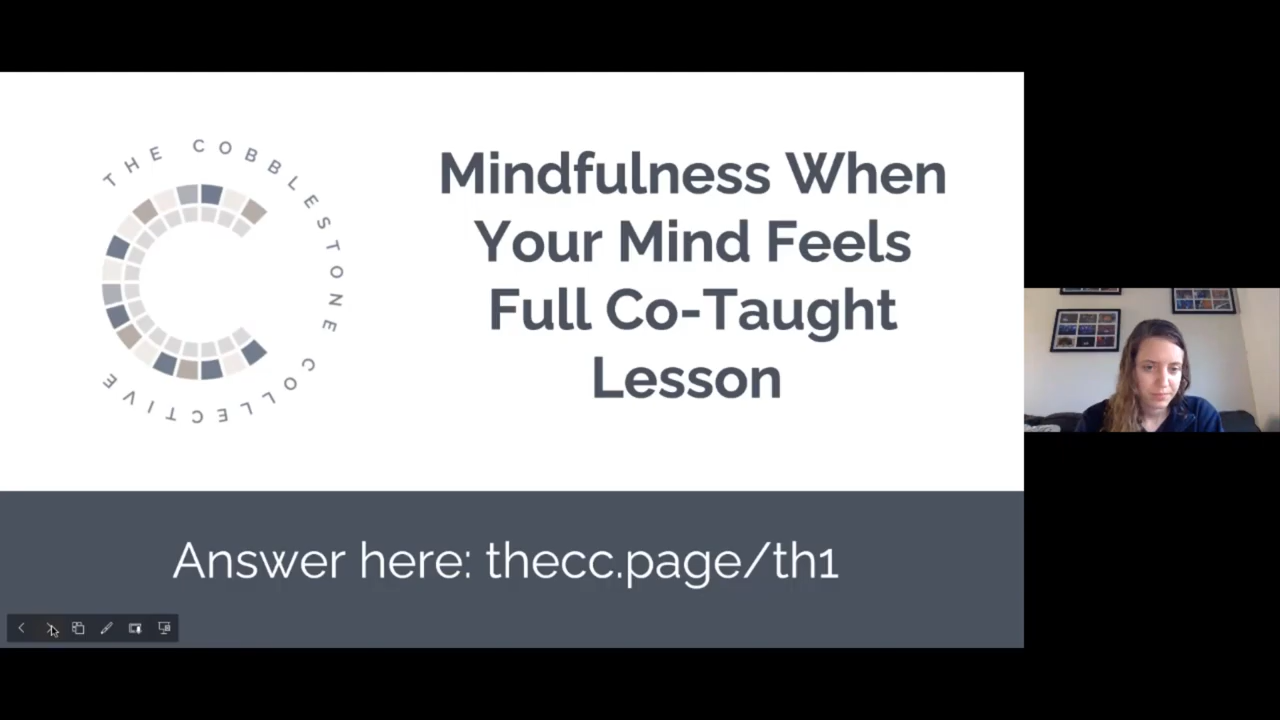 THE COBBLESTONE COLLECTIVE
Mindfulness When
Your Mind Feels
Full Co-Taught
Lesson
Answer here: thecc.page/th1